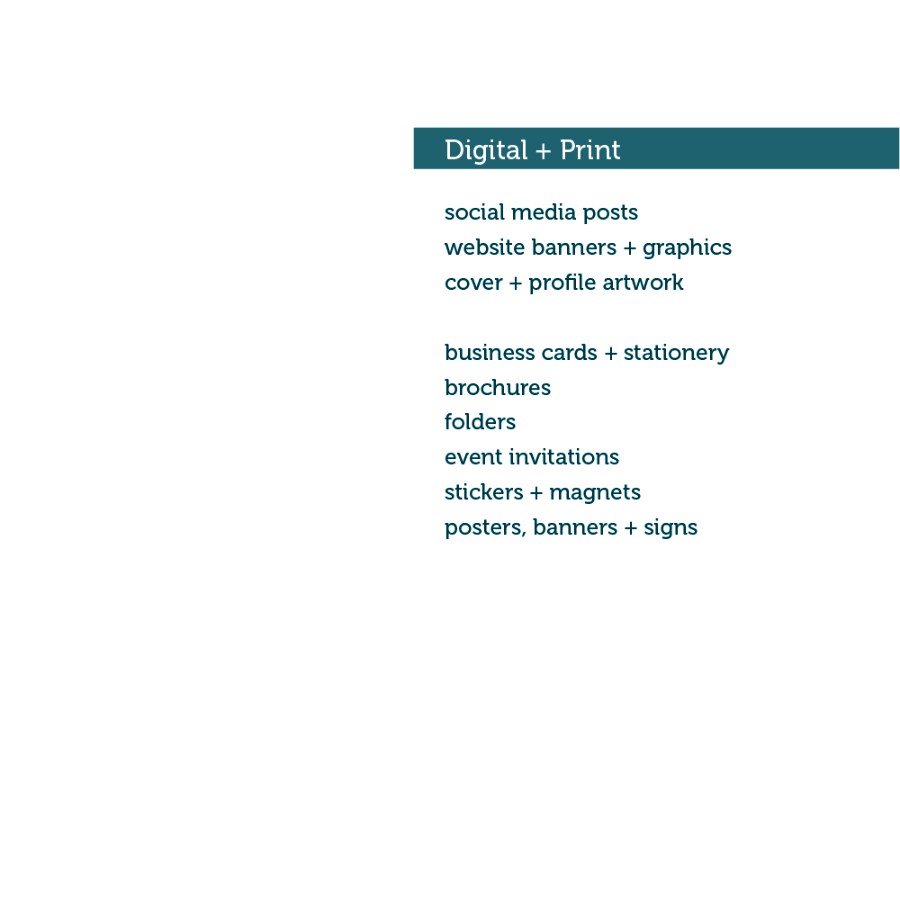 Digital + Print
social media posts
website banners + graphics
cover + profile artwork
business cards + stationery
brochures
folders
event invitations
stickers + magnets
posters, banners + signs